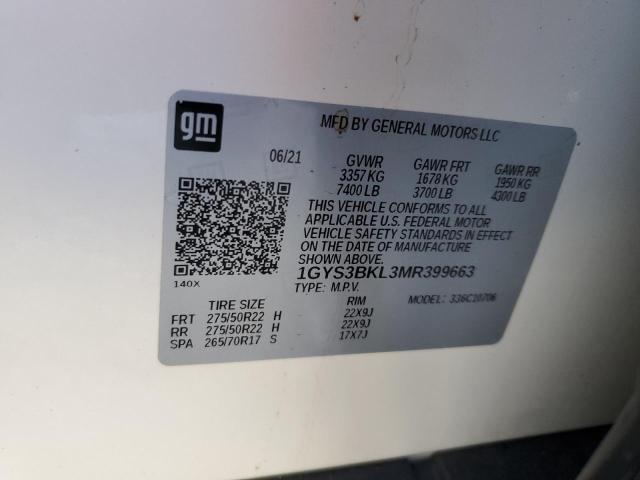 gm
MFD BY GENERAL MOTORS LLC
06/21 GVWR GAWR FRT GAWR RR
3357 KG 1678 KG 1950 KG
7400 LB 3700 LB 4300 LB
THIS VEHICLE CONFORMS TO ALL
APPLICABLE U.S. FEDERAL MOTOR
VEHICLE SAFETY STANDARDS IN EFFECT
ON THE DATE OF MANUFACTURE
SHOWN ABOVE.
1GYS3BKL3MR399663
140X
TYPE: M.P.V. MODEL: 336C10706
TIRE SIZE RIM
FRT 275/50R22 H 22X9J
RR 275/50R22 H 22X9J
SPA 265/70R17 S 17X7J